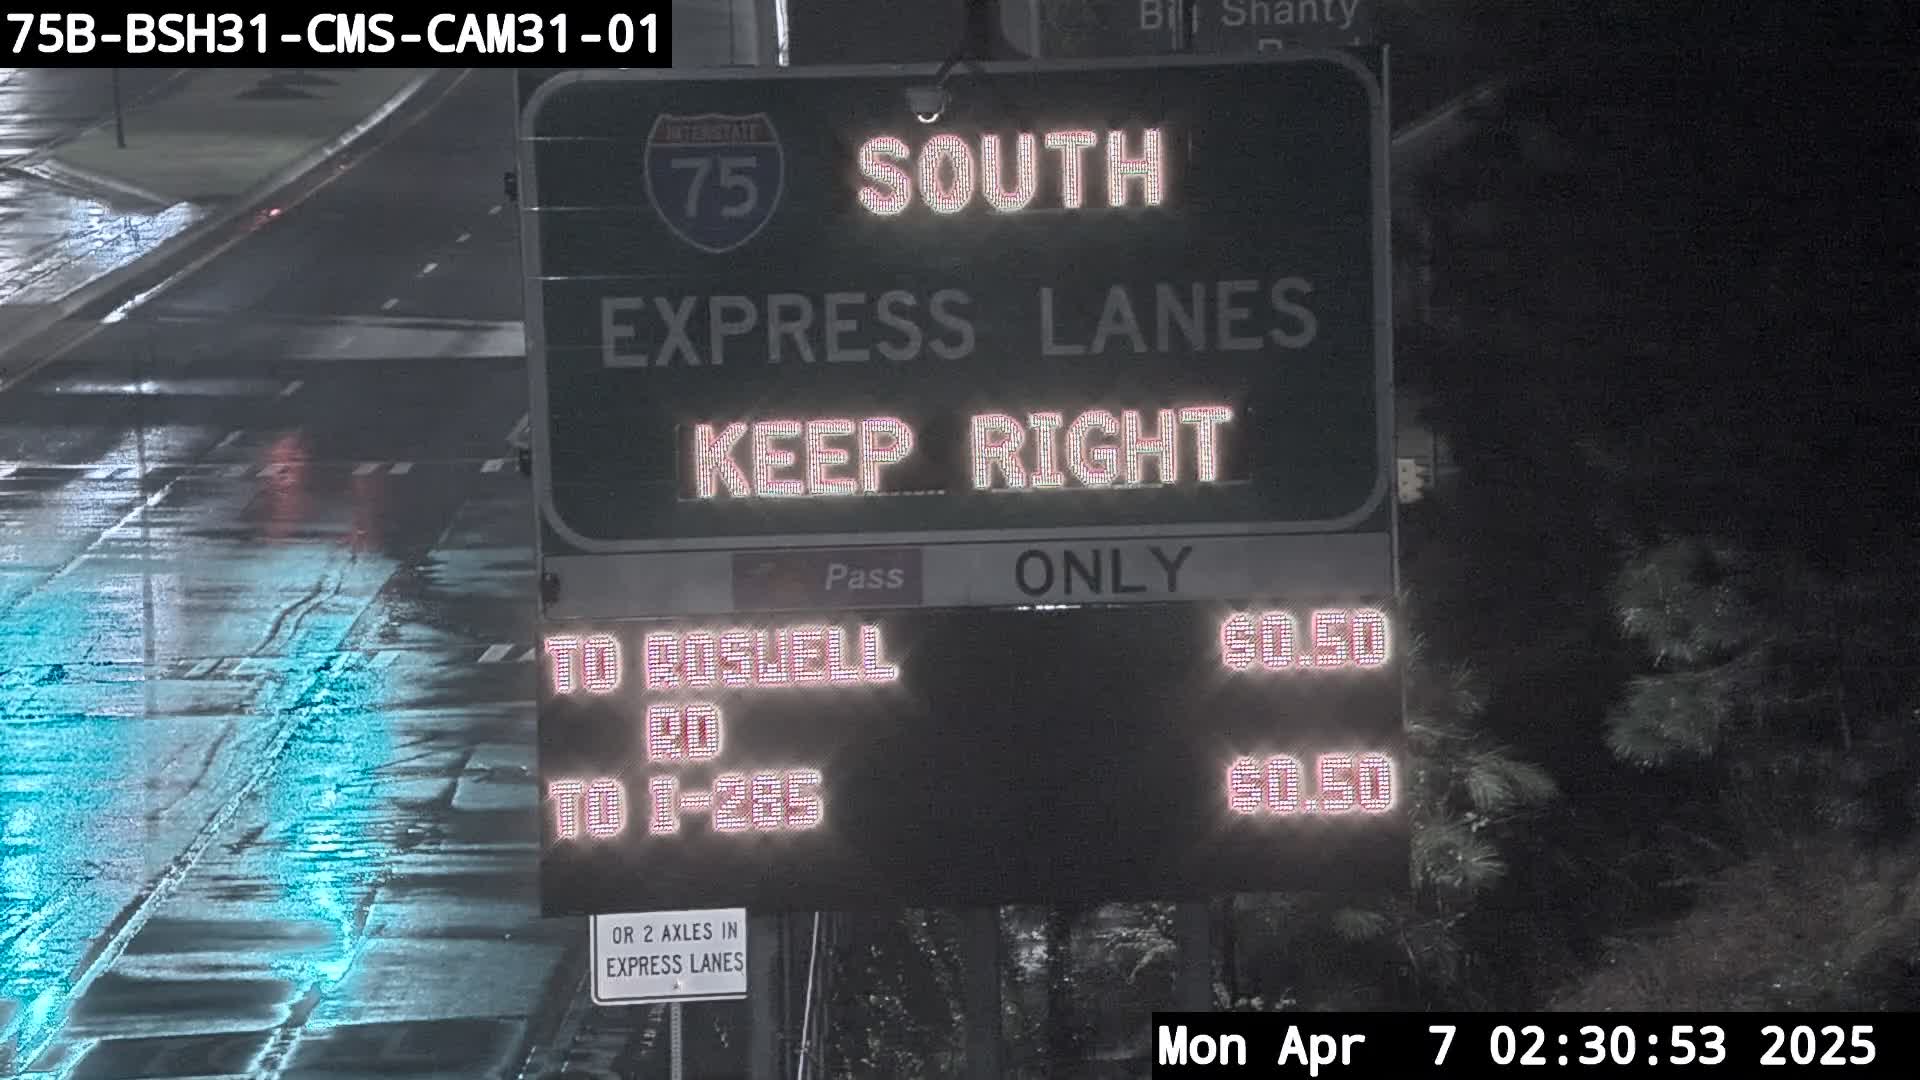 75B-BSH31-CMS-CAM31-01
Big Shanty
INTERSTATE
75
SOUTH
EXPRESS LANES
KEEP RIGHT
Pass ONLY
TO ROSWELL $0.50
RD
TO I-285 $0.50
OR 2 AXLES IN
EXPRESS LANES
Mon Apr 7 02:30:53 2025